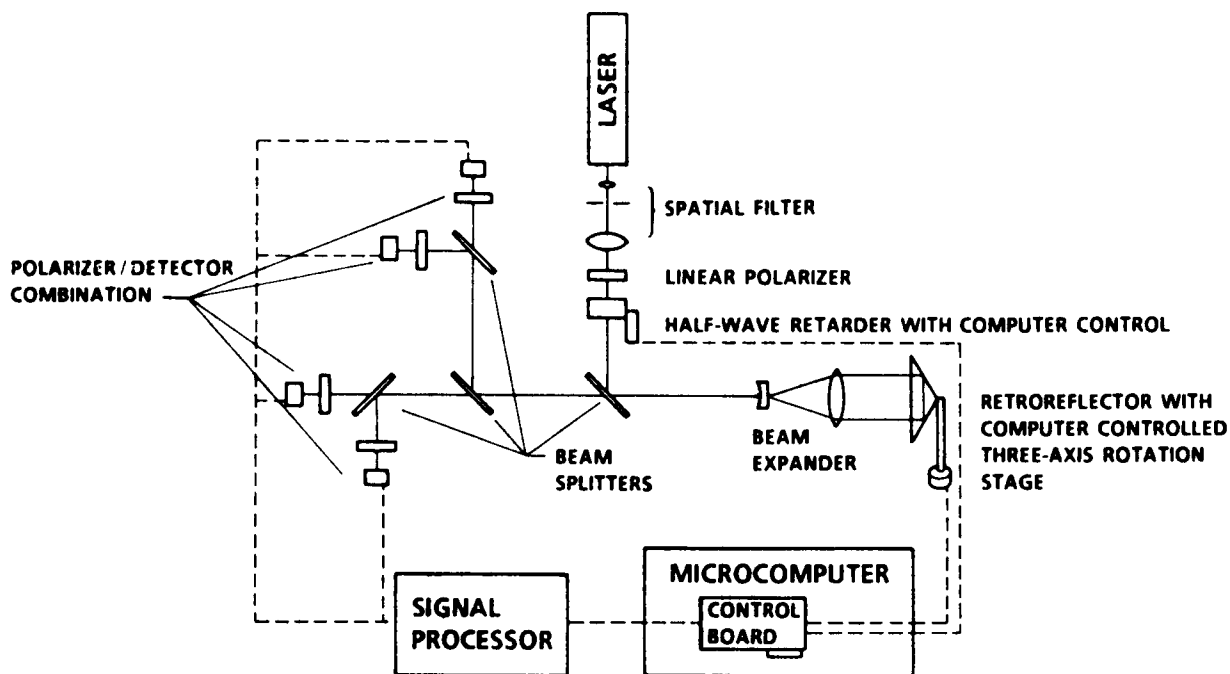 LASER
SPATIAL FILTER
POLARIZER/DETECTOR
COMBINATION
LINEAR POLARIZER
HALF-WAVE RETARDER WITH COMPUTER CONTROL
RETROREFLECTOR WITH
COMPUTER CONTROLLED
THREE-AXIS ROTATION
STAGE
BEAM
EXPANDER
BEAM
SPLITTERS
SIGNAL
PROCESSOR
MICROCOMPUTER
CONTROL
BOARD